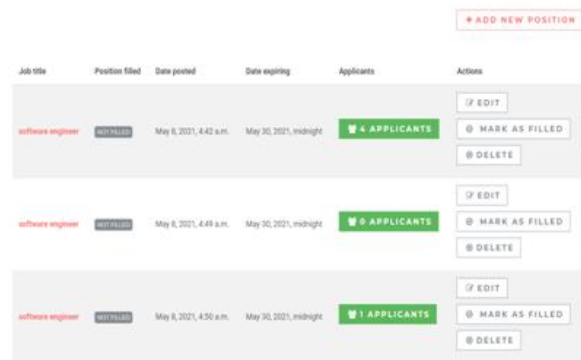 + ADD NEW POSITION
Job title Position filled Date posted Date expiring Applicants Actions
EDIT
software engineer NOT FILLED May 8, 2021, 4:42 a.m. May 30, 2021, midnight 4 APPLICANTS MARK AS FILLED
DELETE
EDIT
software engineer NOT FILLED May 8, 2021, 4:49 a.m. May 30, 2021, midnight 0 APPLICANTS MARK AS FILLED
DELETE
EDIT
software engineer NOT FILLED May 8, 2021, 4:50 a.m. May 30, 2021, midnight 1 APPLICANTS MARK AS FILLED
DELETE